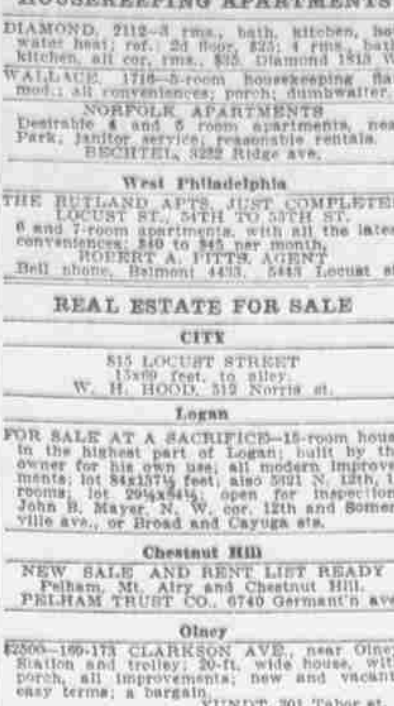 HOUSEKEEPING APARTMENTS
DIAMOND, 2112—3 rms., bath, kitchen, hot
water heat; ref.; 2d floor, $25; 4 rms., bath
kitchen, all cor. rms., $35. Diamond 1815 W
WALLACE, 1716—5-room housekeeping flat
mod.; all conveniences; porch; dumbwaiter.
NORFOLK APARTMENTS
Desirable 4 and 5 room apartments, near
Park; janitor service; reasonable rentals.
BECHTEL, 3232 Ridge ave.
West Philadelphia
THE RUTLAND APTS. JUST COMPLETED
LOCUST ST., 54TH TO 55TH ST.
6 and 7-room apartments, with all the latest
conveniences; $40 to $45 per month.
ROBERT A. PITTS, AGENT
Bell phone, Belmont 4433. 5443 Locust st
REAL ESTATE FOR SALE
CITY
815 LOCUST STREET
15x60 feet, to alley.
W. H. HOOD, 512 Norris st.
Logan
FOR SALE AT A SACRIFICE—15-room house
in the highest part of Logan; built by the
owner for his own use; all modern improve-
ments; lot 84x157½ feet; also 5021 N. 12th,
rooms; lot open for inspection
John B. Mayer, N. W. cor. 12th and Somer-
ville ave., or Broad and Cayuga sts.
Chestnut Hill
NEW SALE AND RENT LIST READY
Pelham, Mt. Airy and Chestnut Hill.
PELHAM TRUST CO., 6740 Germant'n ave
Olney
$2500—169-173 CLARKSON AVE., near Olney
Station and trolley; 20-ft. wide house, with
porch, all improvements; new and vacant
easy terms; a bargain.
YUNDT, 201 Tabor st.